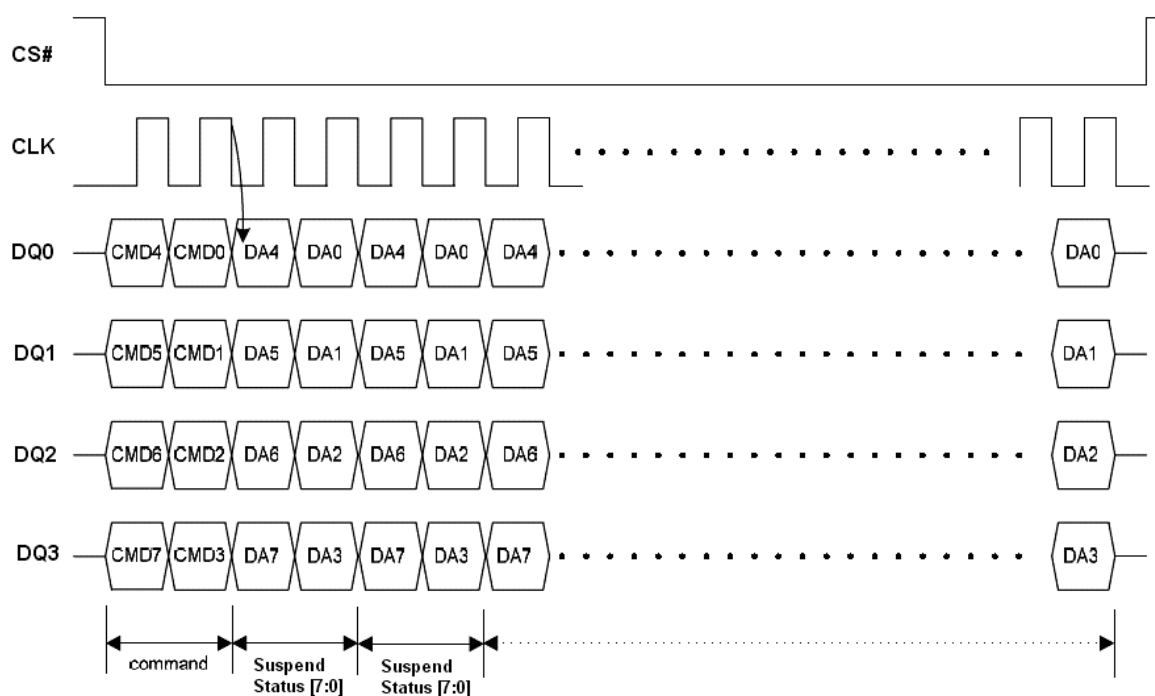 CS#
CLK
DQ0 CMD4 CMD0 DA4 DA0 DA4 DA0 DA4 DA0
DQ1 CMD5 CMD1 DA5 DA1 DA5 DA1 DA5 DA1
DQ2 CMD6 CMD2 DA6 DA2 DA6 DA2 DA6 DA2
DQ3 CMD7 CMD3 DA7 DA3 DA7 DA3 DA7 DA3
command
Suspend
Status [7:0]
Suspend
Status [7:0]